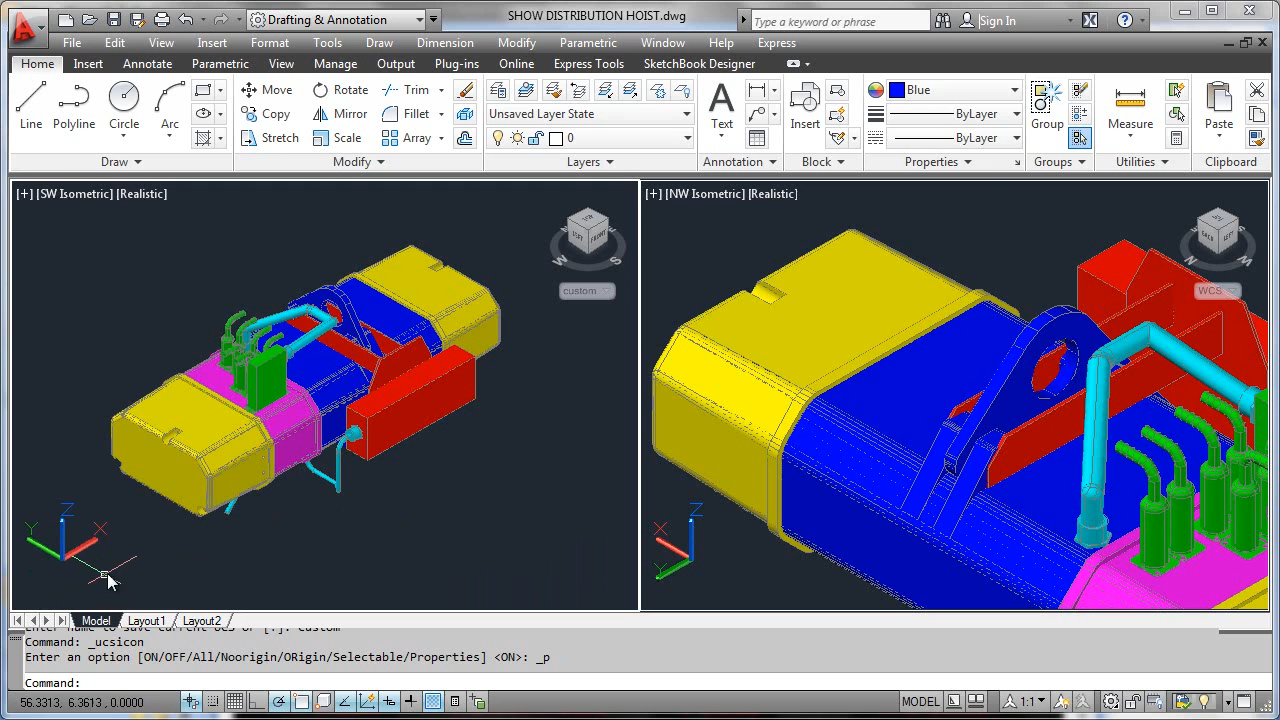 Drafting & Annotation
SHOW DISTRIBUTION HOIST.dwg
Type a keyword or phrase
Sign In
File Edit View Insert Format Tools Draw Dimension Modify Parametric Window Help Express
Home Insert Annotate Parametric View Manage Output Plug-ins Online Express Tools SketchBook Designer
Move Rotate Trim
Copy Mirror Fillet
Stretch Scale Array
Line Polyline Circle Arc
Unsaved Layer State
0
Text
Insert
Blue
ByLayer
ByLayer
Group
Measure
Paste
Draw Modify Layers Annotation Block Properties Groups Utilities Clipboard
[+] [SW Isometric] [Realistic]
[+] [NW Isometric] [Realistic]
LEFT FRONT
W S
custom
BACK LEFT
W
WCS
Z
Y X
Z
X
Y
Model Layout1 Layout2
Command: _ucsicon
Enter an option [ON/OFF/All/Noorigin/ORigin/Selectable/Properties] <ON>: _p
Command:
56.3313, 6.3613, 0.0000
MODEL
1:1